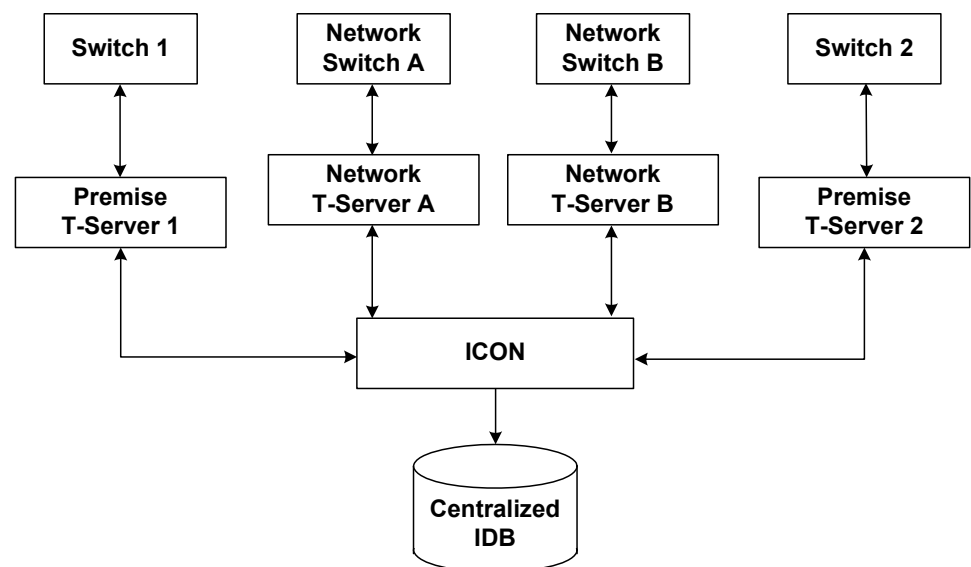 Switch 1
Network
Switch A
Network
Switch B
Switch 2
Premise
T-Server 1
Network
T-Server A
Network
T-Server B
Premise
T-Server 2
ICON
Centralized
IDB